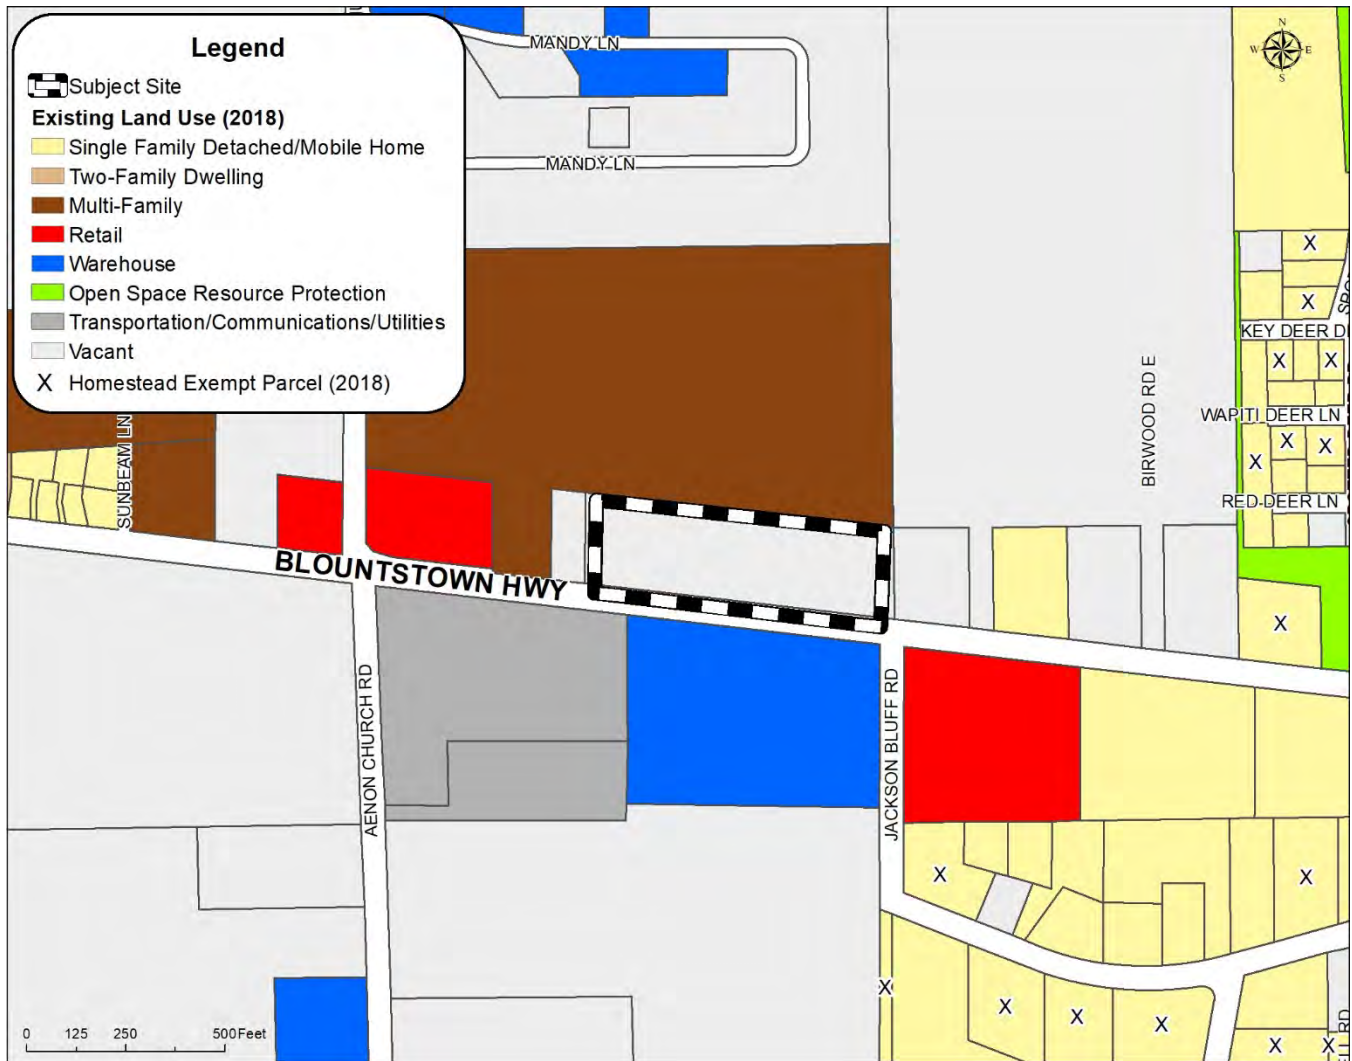 Legend
Subject Site
Existing Land Use (2018)
Single Family Detached/Mobile Home
Two-Family Dwelling
Multi-Family
Retail
Warehouse
Open Space Resource Protection
Transportation/Communications/Utilities
Vacant
X Homestead Exempt Parcel (2018)
MANDY LN
MANDY LN
N
W E
S
X
X
KEY DEER D
X X
BIRWOOD RD E
WAPITI DEER LN
X X
X
RED DEER LN
SUNBEAM LN
BLOUNTSTOWN HWY
X
AENON CHURCH RD
JACKSON BLUFF RD
X X
X
X X X
X X
0 125 250 500 Feet